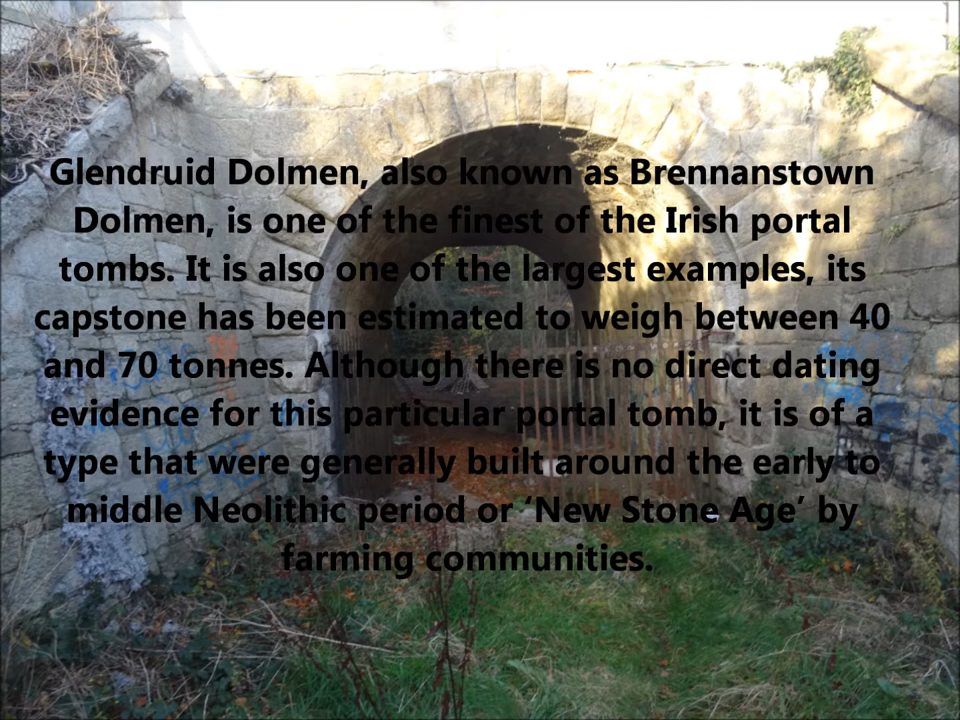 Glendruid Dolmen, also known as Brennanstown
Dolmen, is one of the finest of the Irish portal
tombs. It is also one of the largest examples, its
capstone has been estimated to weigh between 40
and 70 tonnes. Although there is no direct dating
evidence for this particular portal tomb, it is of a
type that were generally built around the early to
middle Neolithic period or ‘New Stone Age’ by
farming communities.